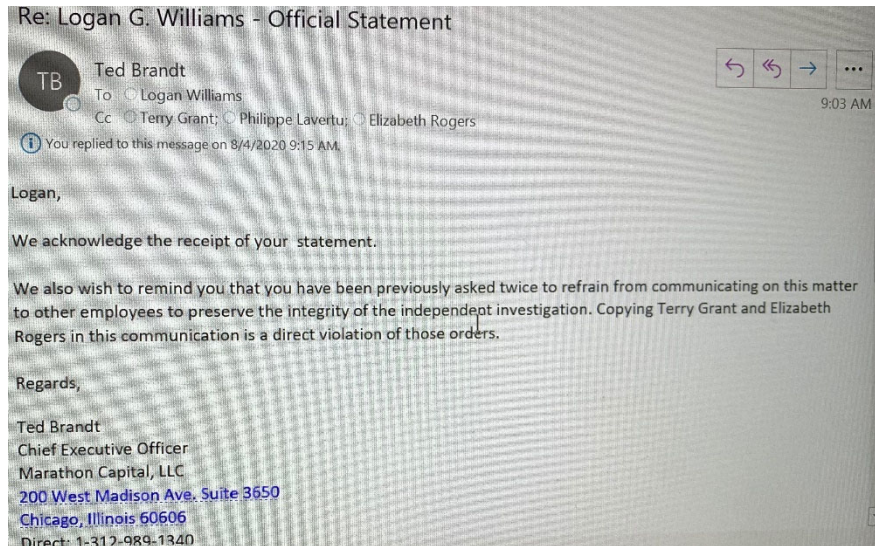 Re: Logan G. Williams - Official Statement
TB
Ted Brandt
To Logan Williams
Cc Terry Grant; Philippe Lavertu; Elizabeth Rogers
9:03 AM
You replied to this message on 8/4/2020 9:15 AM.
Logan,
We acknowledge the receipt of your statement.
We also wish to remind you that you have been previously asked twice to refrain from communicating on this matter
to other employees to preserve the integrity of the independent investigation. Copying Terry Grant and Elizabeth
Rogers in this communication is a direct violation of those orders.
Regards,
Ted Brandt
Chief Executive Officer
Marathon Capital, LLC
200 West Madison Ave. Suite 3650
Chicago, Illinois 60606
Direct: 1-312-989-1340